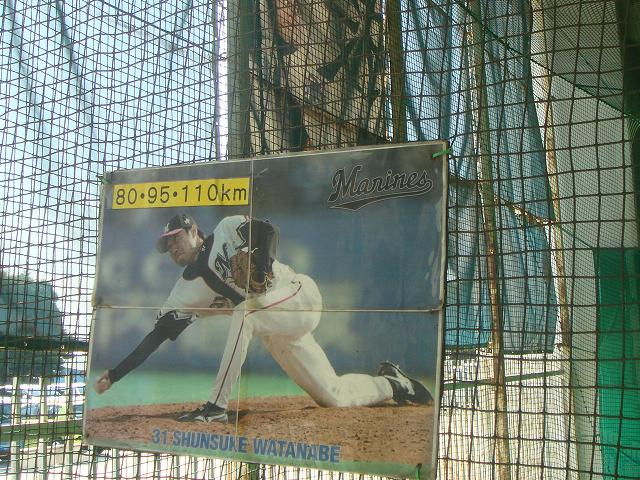 80・95・110km
Marines
31 SHUNSUKE WATANABE